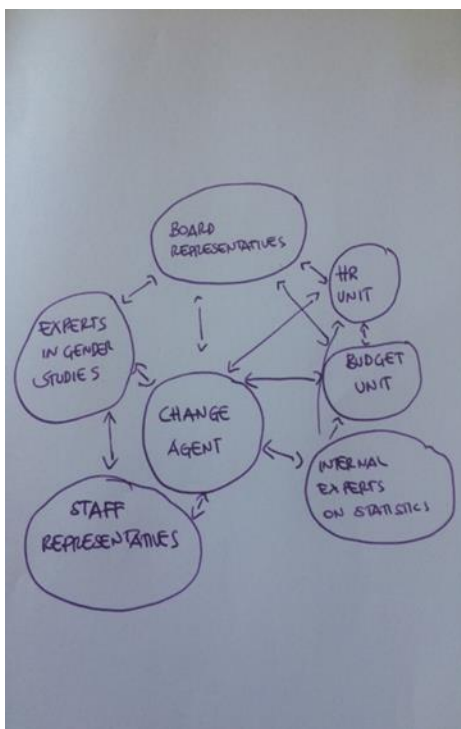 BOARD
REPRESENTATIVES
HR
UNIT
EXPERTS
IN GENDER
STUDIES
BUDGET
UNIT
CHANGE
AGENT
INTERNAL
EXPERTS
ON STATISTICS
STAFF
REPRESENTATIVES